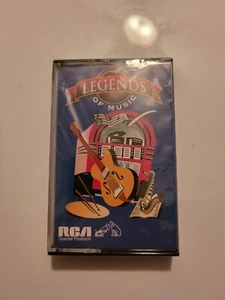 LEGENDS
OF MUSIC
RCA
Special Products